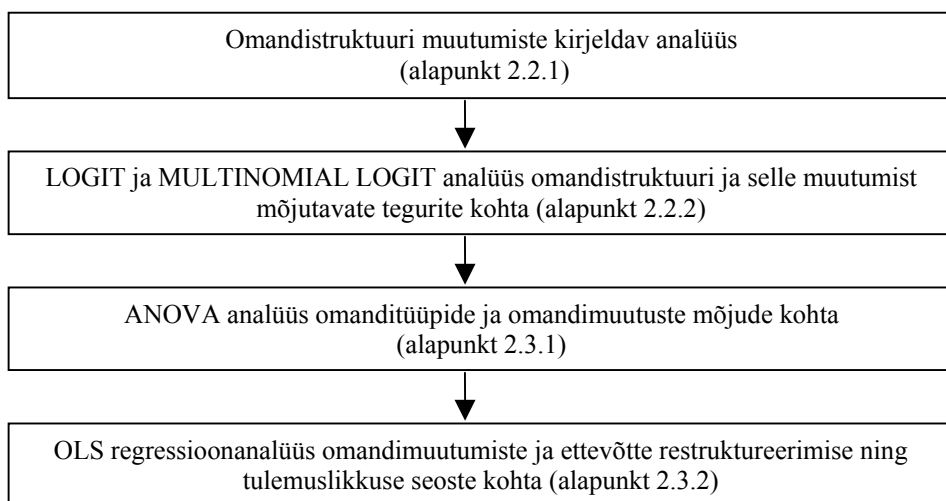 Omandistruktuuri muutumiste kirjeldav analüüs
(alapunkt 2.2.1)
LOGIT ja MULTINOMIAL LOGIT analüüs omandistruktuuri ja selle muutumist
mõjutavate tegurite kohta (alapunkt 2.2.2)
ANOVA analüüs omanditüüpide ja omandimuutuste mõjude kohta
(alapunkt 2.3.1)
OLS regressioonanalüüs omandimuutumiste ja ettevõtte restruktureerimise ning
tulemuslikkuse seoste kohta (alapunkt 2.3.2)